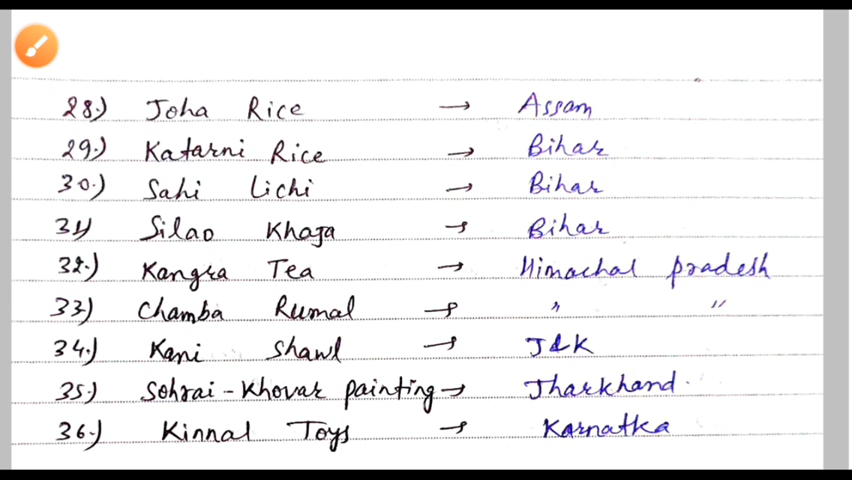 28.) Joha Rice → Assam
29.) Katarni Rice → Bihar
30.) Sahi Lichi → Bihar
31) Silao Khaja → Bihar
32.) Kangra Tea → Himachal pradesh
33) Chamba Rumal → " "
34.) Kani Shawl → J&K
35.) Sohrai-Khovar painting → Jharkhand.
36.) Kinnal Toys → Karnatka